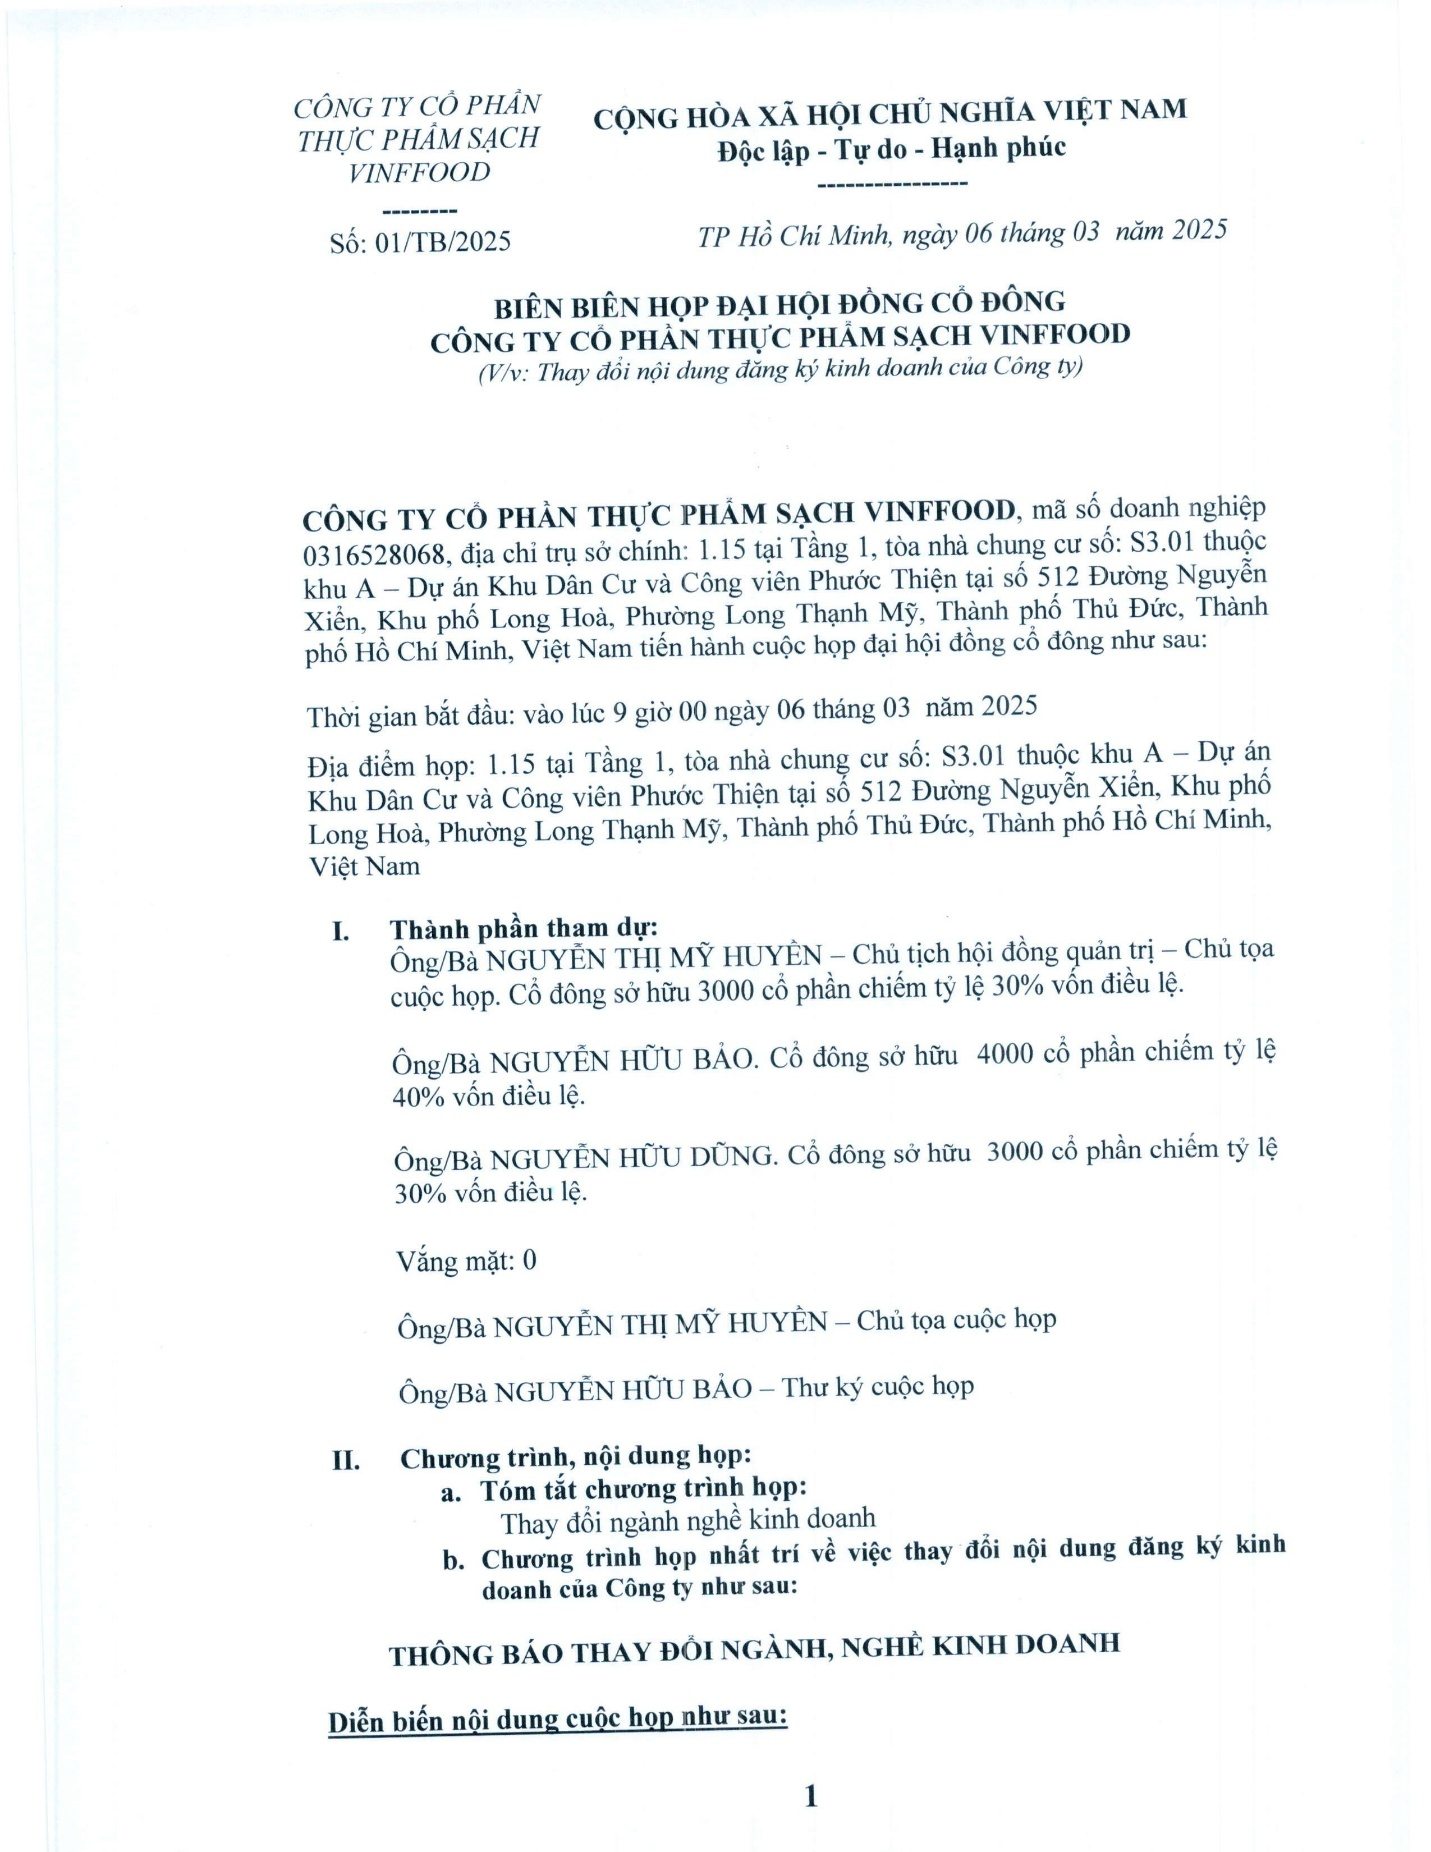 CÔNG TY CỔ PHẦN
THỰC PHẨM SẠCH
VINFFOOD
--------
Số: 01/TB/2025
CỘNG HÒA XÃ HỘI CHỦ NGHĨA VIỆT NAM
Độc lập - Tự do - Hạnh phúc
----------------
TP Hồ Chí Minh, ngày 06 tháng 03 năm 2025
BIÊN BIÊN HỌP ĐẠI HỘI ĐỒNG CỔ ĐÔNG
CÔNG TY CỔ PHẦN THỰC PHẨM SẠCH VINFFOOD
(V/v: Thay đổi nội dung đăng ký kinh doanh của Công ty)
CÔNG TY CỔ PHẦN THỰC PHẨM SẠCH VINFFOOD, mã số doanh nghiệp
0316528068, địa chỉ trụ sở chính: 1.15 tại Tầng 1, tòa nhà chung cư số: S3.01 thuộc
khu A – Dự án Khu Dân Cư và Công viên Phước Thiện tại số 512 Đường Nguyễn
Xiển, Khu phố Long Hoà, Phường Long Thạnh Mỹ, Thành phố Thủ Đức, Thành
phố Hồ Chí Minh, Việt Nam tiến hành cuộc họp đại hội đồng cổ đông như sau:
Thời gian bắt đầu: vào lúc 9 giờ 00 ngày 06 tháng 03 năm 2025
Địa điểm họp: 1.15 tại Tầng 1, tòa nhà chung cư số: S3.01 thuộc khu A – Dự án
Khu Dân Cư và Công viên Phước Thiện tại số 512 Đường Nguyễn Xiển, Khu phố
Long Hoà, Phường Long Thạnh Mỹ, Thành phố Thủ Đức, Thành phố Hồ Chí Minh,
Việt Nam
I. Thành phần tham dự:
Ông/Bà NGUYỄN THỊ MỸ HUYỀN – Chủ tịch hội đồng quản trị – Chủ tọa
cuộc họp. Cổ đông sở hữu 3000 cổ phần chiếm tỷ lệ 30% vốn điều lệ.
Ông/Bà NGUYỄN HỮU BẢO. Cổ đông sở hữu 4000 cổ phần chiếm tỷ lệ
40% vốn điều lệ.
Ông/Bà NGUYỄN HỮU DŨNG. Cổ đông sở hữu 3000 cổ phần chiếm tỷ lệ
30% vốn điều lệ.
Vắng mặt: 0
Ông/Bà NGUYỄN THỊ MỸ HUYỀN – Chủ tọa cuộc họp
Ông/Bà NGUYỄN HỮU BẢO – Thư ký cuộc họp
II. Chương trình, nội dung họp:
a. Tóm tắt chương trình họp:
Thay đổi ngành nghề kinh doanh
b. Chương trình họp nhất trí về việc thay đổi nội dung đăng ký kinh
doanh của Công ty như sau:
THÔNG BÁO THAY ĐỔI NGÀNH, NGHỀ KINH DOANH
Diễn biến nội dung cuộc họp như sau:
1